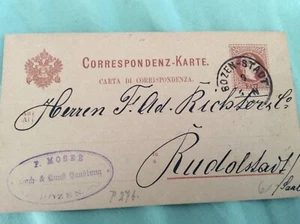 CORRESPONDENZ-KARTE.
CARTA DI CORRISPONDENZA.
BOZEN-STADT
Herren F. Ad. Richter & Co
Rudolstadt
F. MOSER
BOZEN